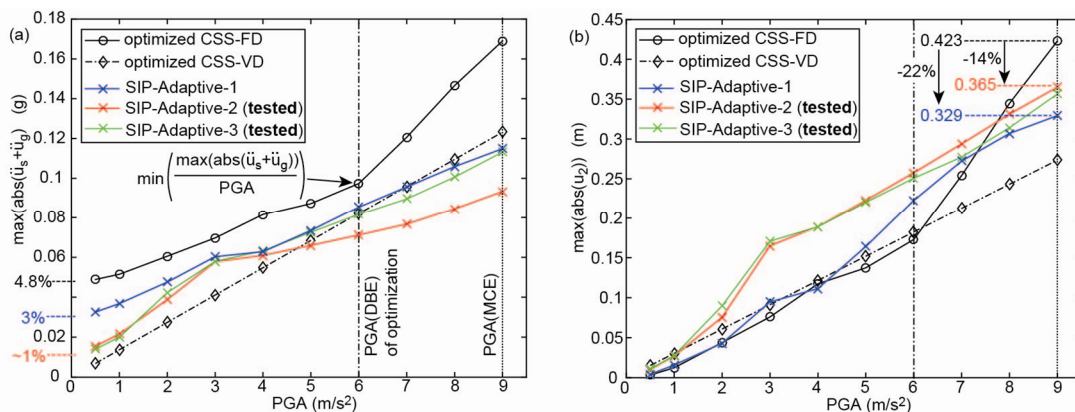 (a)
0.18
0.16
0.14
0.12
0.1
0.08
0.06
0.04
0.02
0
max(abs(üs+üg)) (g)
optimized CSS-FD
optimized CSS-VD
SIP-Adaptive-1
SIP-Adaptive-2 (tested)
SIP-Adaptive-3 (tested)
min(max(abs(üs+üg))/PGA)
4.8%
3%
~1%
PGA(DBE)
of optimization
PGA(MCE)
0 1 2 3 4 5 6 7 8 9
PGA (m/s²)
(b)
0.45
0.4
0.35
0.3
0.25
0.2
0.15
0.1
0.05
0
max(abs(u₂)) (m)
optimized CSS-FD
optimized CSS-VD
SIP-Adaptive-1
SIP-Adaptive-2 (tested)
SIP-Adaptive-3 (tested)
0.423
-14%
-22%
0.365
0.329
0 1 2 3 4 5 6 7 8 9
PGA (m/s²)